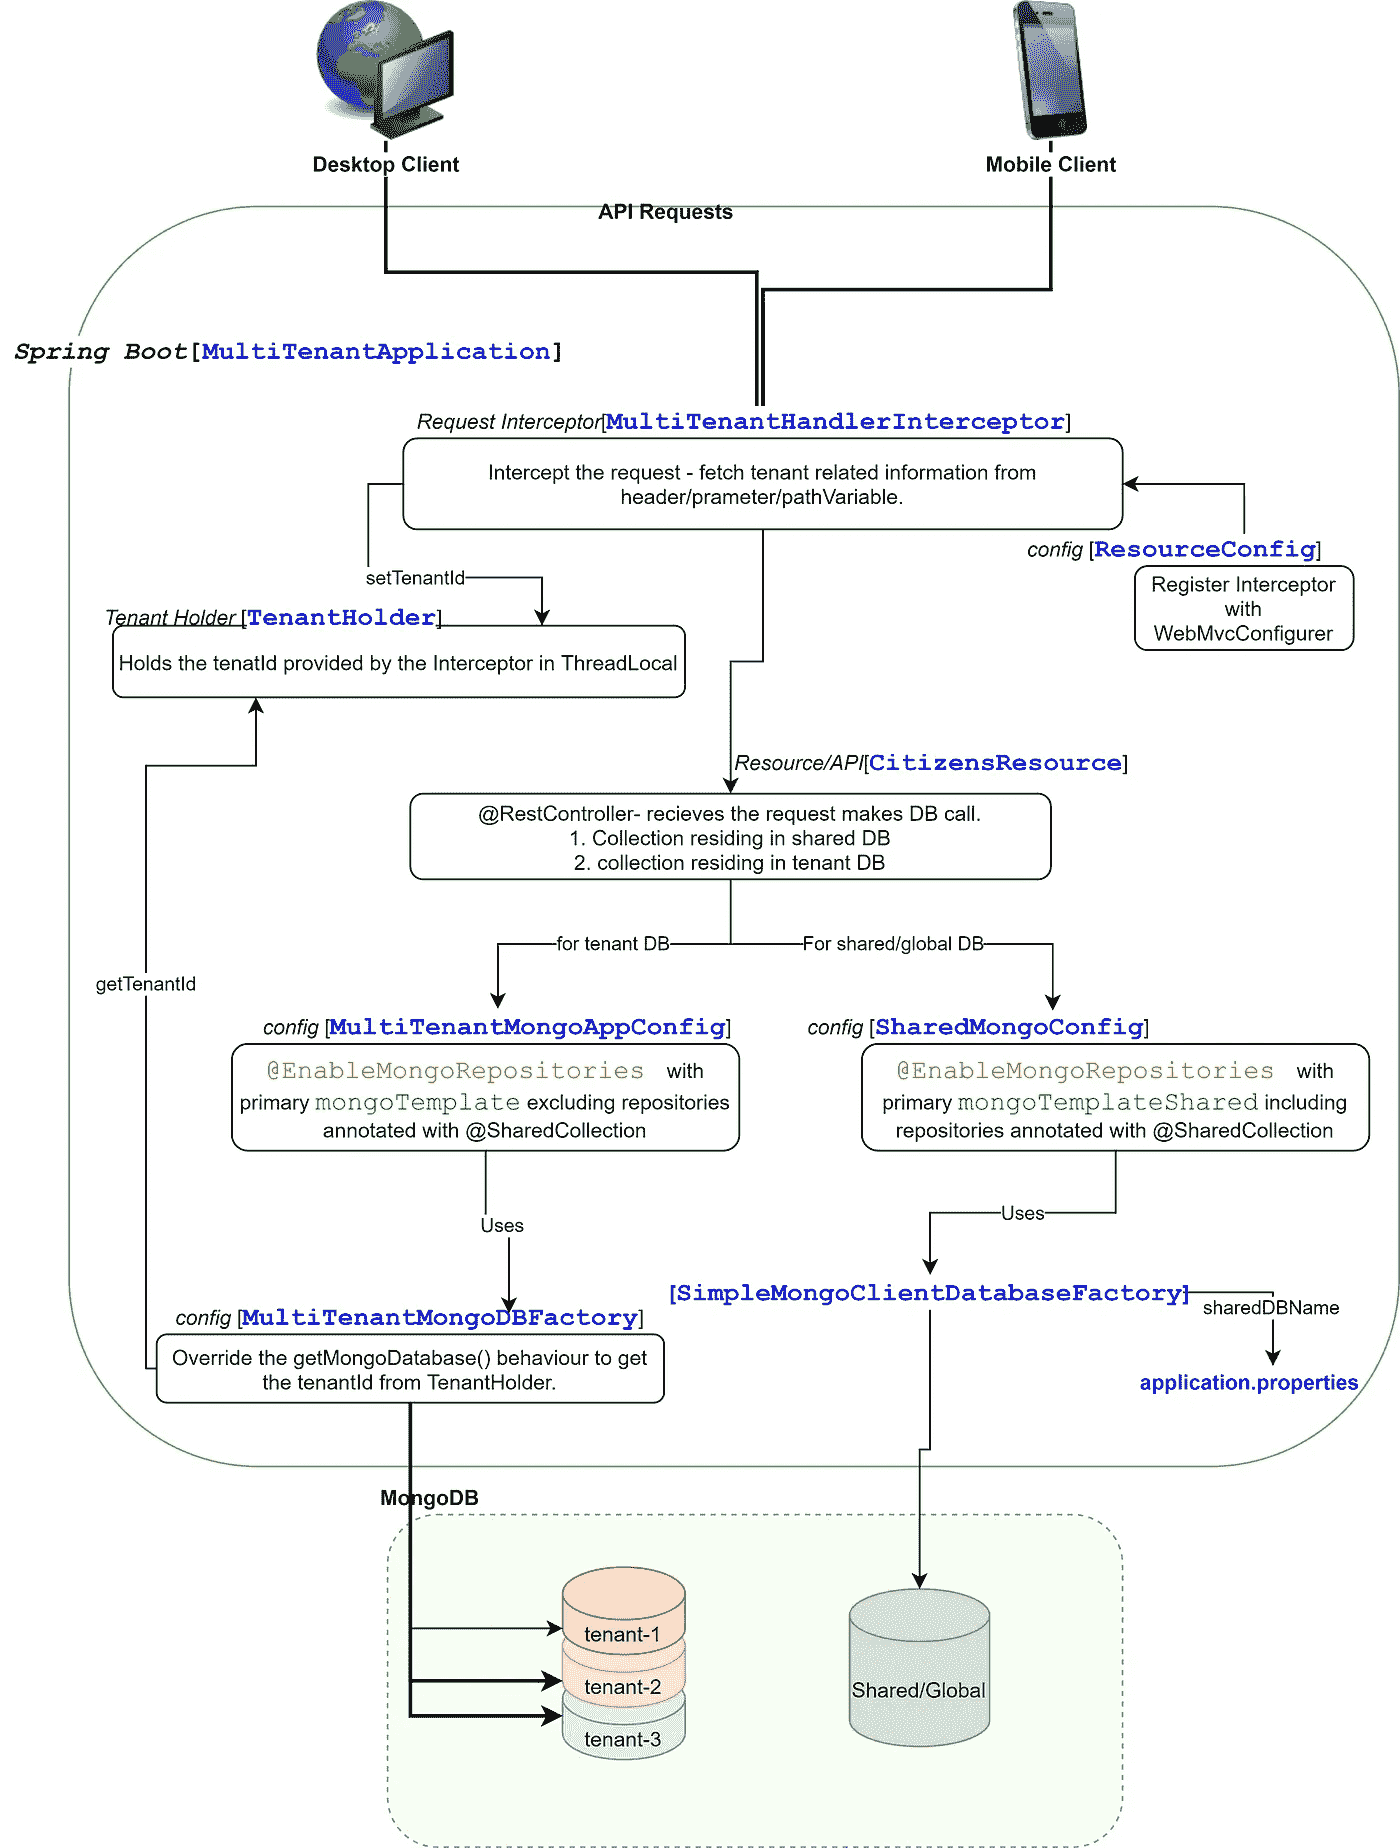 Desktop Client
Mobile Client
API Requests
Spring Boot[MultiTenantApplication]
Request Interceptor[MultiTenantHandlerInterceptor]
Intercept the request - fetch tenant related information from
header/prameter/pathVariable.
config [ResourceConfig]
Register Interceptor
with
WebMvcConfigurer
setTenantId
Tenant Holder [TenantHolder]
Holds the tenatId provided by the Interceptor in ThreadLocal
Resource/API[CitizensResource]
@RestController- recieves the request makes DB call.
1. Collection residing in shared DB
2. collection residing in tenant DB
for tenant DB
For shared/global DB
getTenantId
config [MultiTenantMongoAppConfig]
@EnableMongoRepositories with
primary mongoTemplate excluding repositories
annotated with @SharedCollection
config [SharedMongoConfig]
@EnableMongoRepositories with
primary mongoTemplateShared including
repositories annotated with @SharedCollection
Uses
Uses
[SimpleMongoClientDatabaseFactory]
sharedDBName
application.properties
config [MultiTenantMongoDBFactory]
Override the getMongoDatabase() behaviour to get
the tenantId from TenantHolder.
MongoDB
tenant-1
tenant-2
tenant-3
Shared/Global